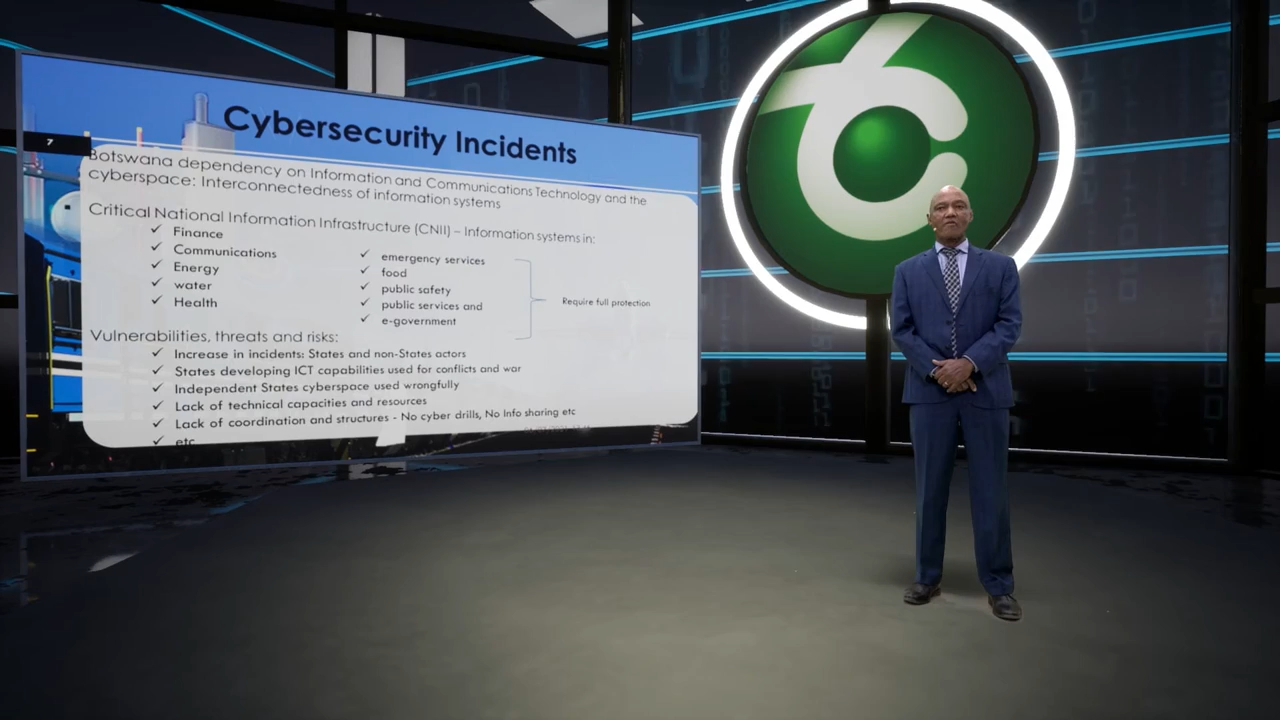 Cybersecurity Incidents
7
Botswana dependency on Information and Communications Technology and the
cyberspace: Interconnectedness of information systems
Critical National Information Infrastructure (CNII) – Information systems in:
✓ Finance
✓ Communications
✓ Energy
✓ water
✓ Health
✓ emergency services
✓ food
✓ public safety
✓ public services and
✓ e-government
Require full protection
Vulnerabilities, threats and risks:
✓ Increase in incidents: States and non-States actors
✓ States developing ICT capabilities used for conflicts and war
✓ Independent States cyberspace used wrongfully
✓ Lack of technical capacities and resources
✓ Lack of coordination and structures - No cyber drills, No Info sharing etc
✓ etc